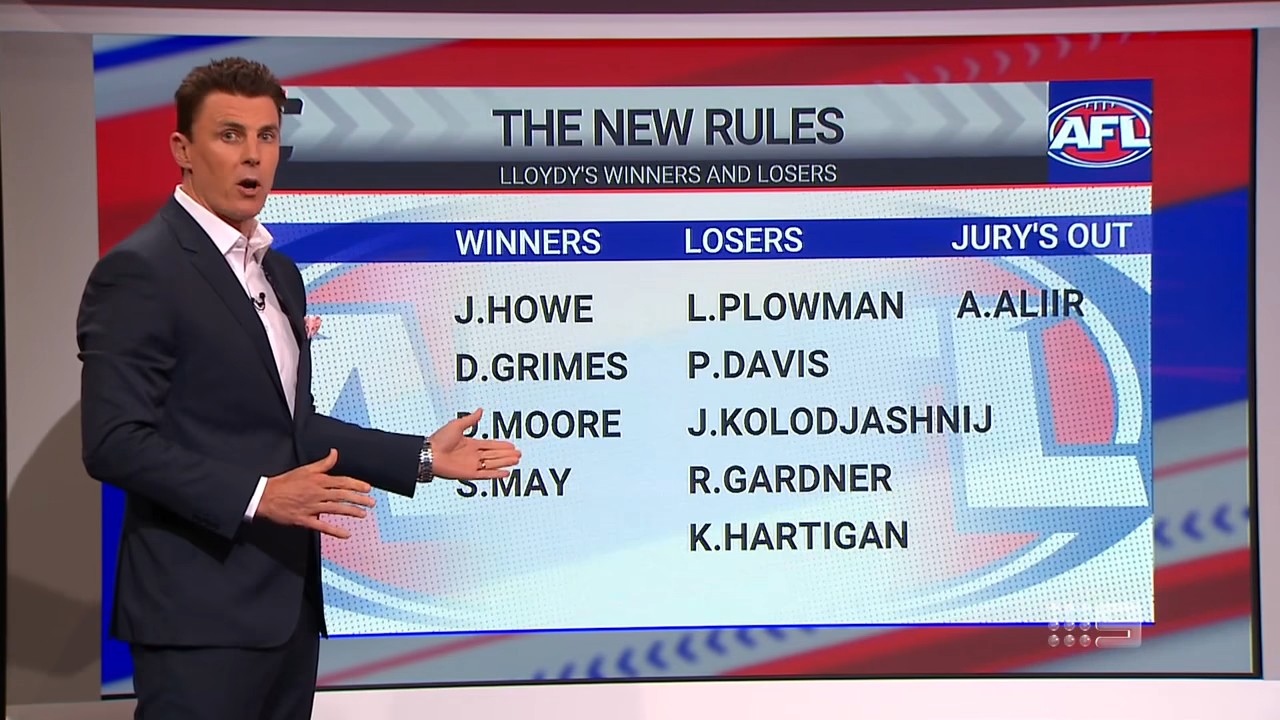 THE NEW RULES
AFL
LLOYDY'S WINNERS AND LOSERS
WINNERS LOSERS JURY'S OUT
J.HOWE L.PLOWMAN A.ALIIR
D.GRIMES P.DAVIS
D.MOORE J.KOLODJASHNIJ
S.MAY R.GARDNER
K.HARTIGAN
9